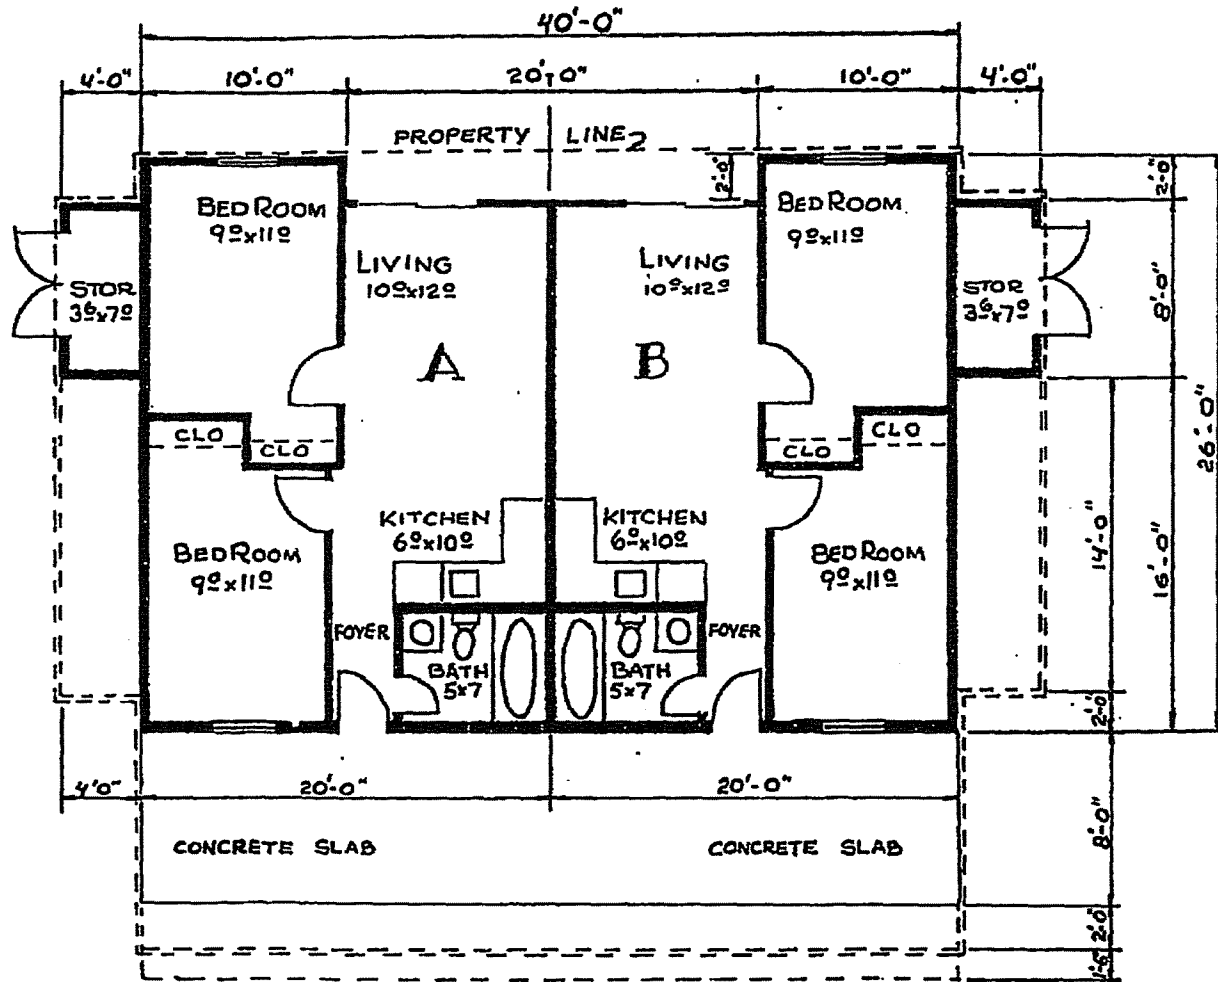 40'-0"
4'-0" 10'-0" 20'-0" 10'-0" 4'-0"
PROPERTY LINE
2'-0"
2'-0"
BED ROOM
9⁰x11⁰
BED ROOM
9⁰x11⁰
LIVING
10⁰x12⁰
LIVING
10⁰x12⁰
STOR
3⁶x7⁰
STOR
3⁶x7⁰
8'-0"
A
B
CLO
CLO
CLO
CLO
26'-0"
KITCHEN
6⁰x10⁰
KITCHEN
6⁰x10⁰
14'-0"
16'-0"
BED ROOM
9⁰x11⁰
BED ROOM
9⁰x11⁰
FOYER
FOYER
BATH
5x7
BATH
5x7
2'-0"
4'0" 20'-0" 20'-0"
8'-0"
CONCRETE SLAB
CONCRETE SLAB
2'-0"
1'-6"